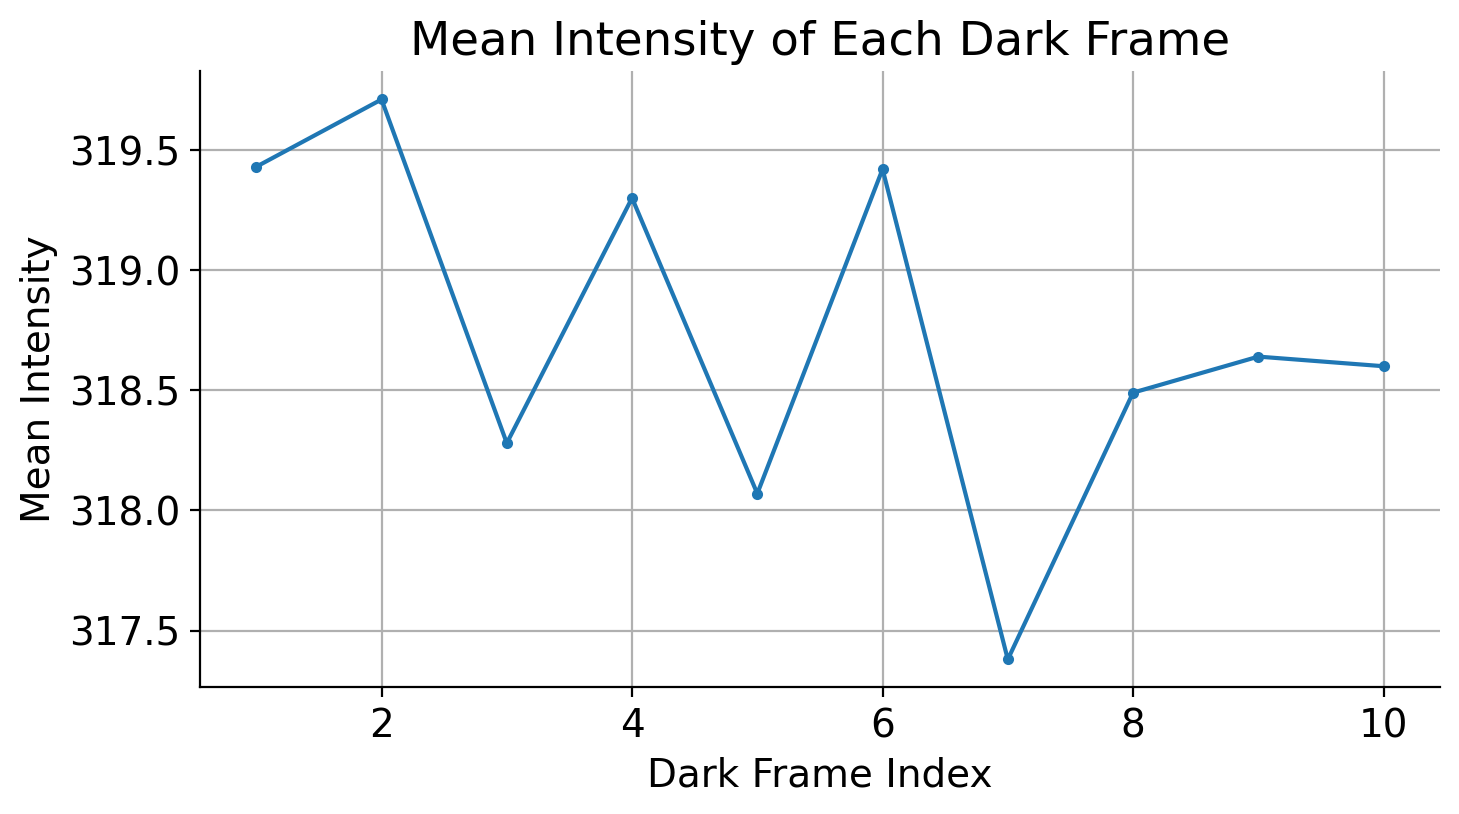 Mean Intensity of Each Dark Frame
Mean Intensity
319.5
319.0
318.5
318.0
317.5
2 4 6 8 10
Dark Frame Index